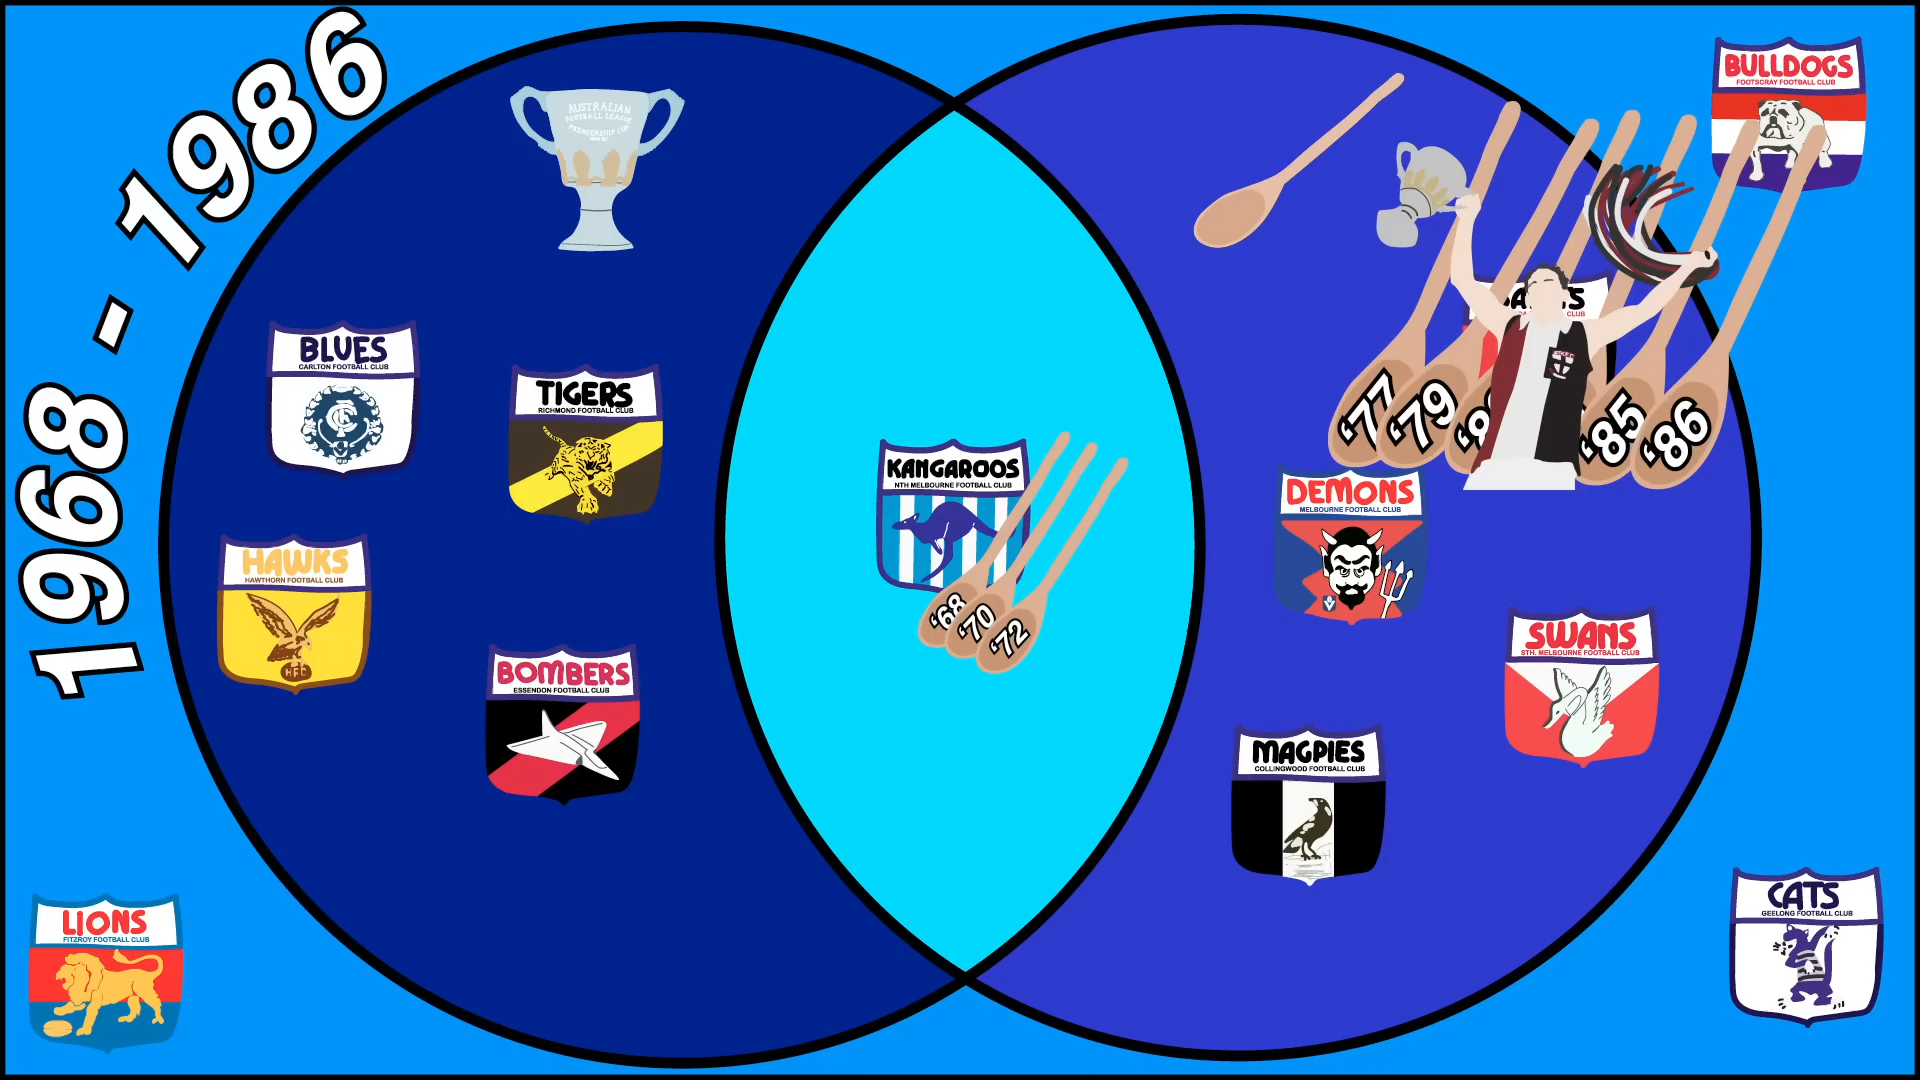 1968 - 1986
AUSTRALIAN
FOOTBALL LEAGUE
PREMIERSHIP CUP
BULLDOGS
FOOTSCRAY FOOTBALL CLUB
BLUES
CARLTON FOOTBALL CLUB
TIGERS
RICHMOND FOOTBALL CLUB
HAWKS
HAWTHORN FOOTBALL CLUB
HFC
BOMBERS
ESSENDON FOOTBALL CLUB
KANGAROOS
NTH MELBOURNE FOOTBALL CLUB
‘68
‘70
‘72
‘77
‘79
‘85
‘86
DEMONS
MELBOURNE FOOTBALL CLUB
SWANS
STH. MELBOURNE FOOTBALL CLUB
MAGPIES
COLLINGWOOD FOOTBALL CLUB
LIONS
FITZROY FOOTBALL CLUB
CATS
GEELONG FOOTBALL CLUB